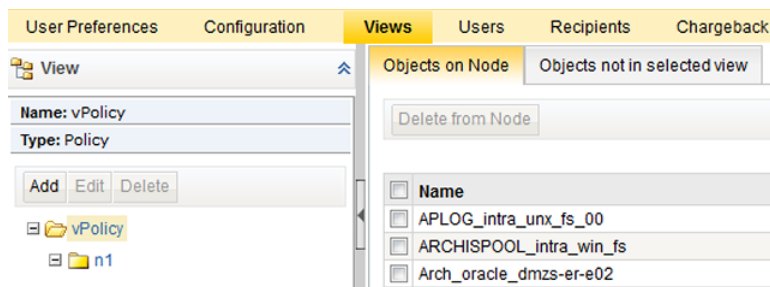 User Preferences Configuration Views Users Recipients Chargeback
View
Objects on Node Objects not in selected view
Name: vPolicy
Type: Policy
Delete from Node
Add Edit Delete
Name
vPolicy
APLOG_intra_unx_fs_00
ARCHISPOOL_intra_win_fs
n1
Arch_oracle_dmzs-er-e02